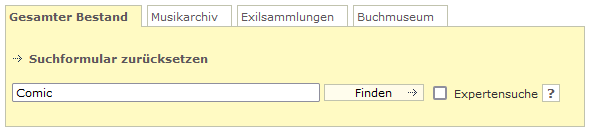 Gesamter Bestand Musikarchiv Exilsammlungen Buchmuseum
Suchformular zurücksetzen
Comic Finden Expertensuche ?